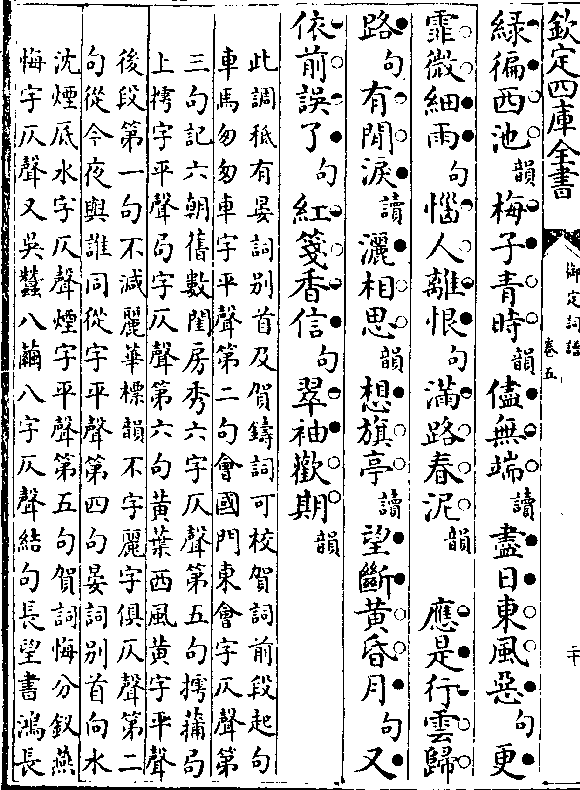 欽定四庫全書
御定詞譜
卷五
二十
綠徧西池韻梅子青時韻儘無端讀盡日東風惡句更
霏微細雨句惱人離恨句滿路春泥韻　應是行雲歸
路句有閒淚讀灑相思韻想旗亭讀望斷黃昏月句又
依前誤了句紅箋香信句翠袖歡期韻
此調秪有晏詞別首及賀鑄詞可校賀詞前段起句
車馬匆匆車字平聲第二句會國門東會字仄聲第
三句記六朝舊數閨房秀六字仄聲第五句摴蒱局
上摴字平聲局字仄聲第六句黃葉西風黃字平聲
後段第一句不減麗華標韻不字麗字俱仄聲第二
句從今夜與誰同從字平聲第四句晏詞別首向水
沈煙底水字仄聲煙字平聲第五句賀詞悔分釵燕
悔字仄聲又吳蠶八繭八字仄聲結句長望書鴻長